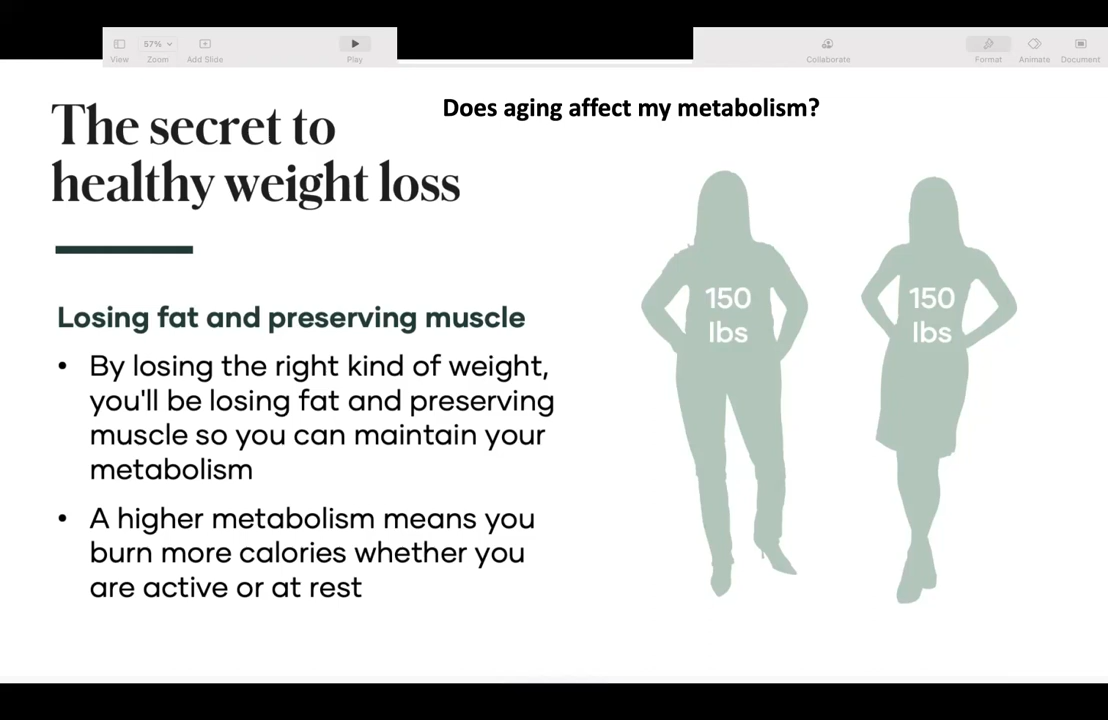 57%
View
Zoom
Add Slide
Play
Collaborate
Format
Animate
Document
The secret to
healthy weight loss
Does aging affect my metabolism?
Losing fat and preserving muscle
• By losing the right kind of weight,
you'll be losing fat and preserving
muscle so you can maintain your
metabolism
• A higher metabolism means you
burn more calories whether you
are active or at rest
150
lbs
150
lbs